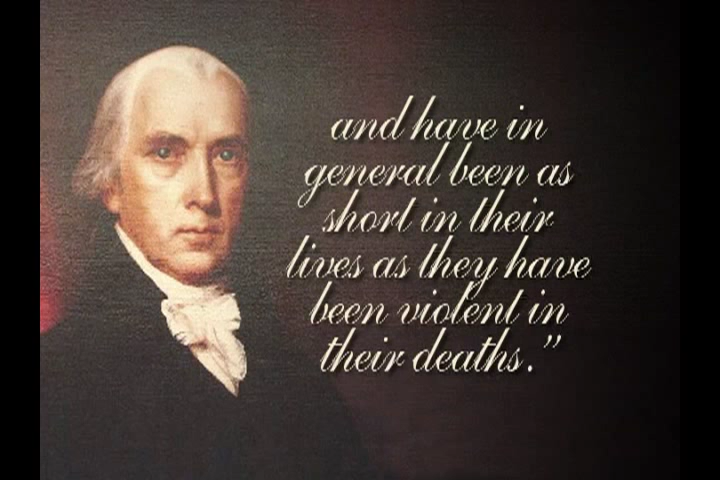 and have in
general been as
short in their
lives as they have
been violent in
their deaths.”